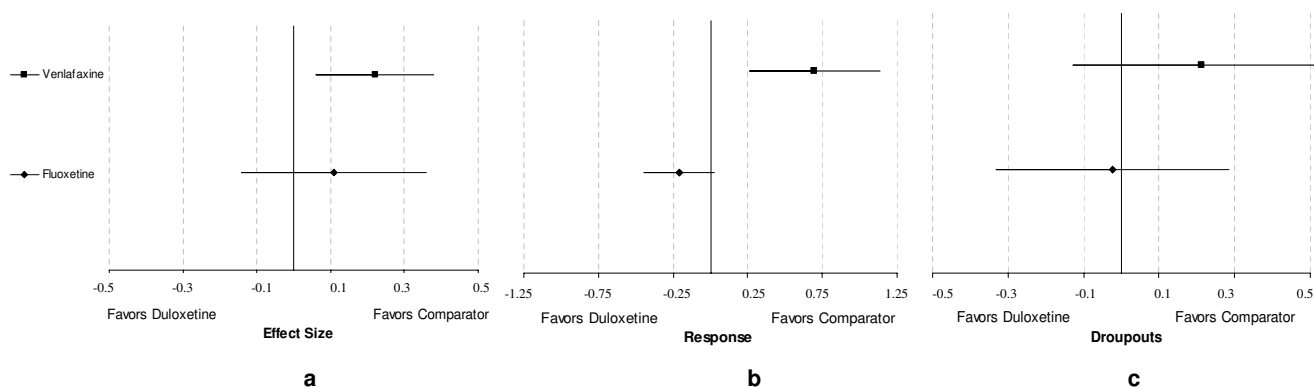 Venlafaxine
Fluoxetine
-0.5 -0.3 -0.1 0.1 0.3 0.5
Favors Duloxetine Favors Comparator
Effect Size
a
-1.25 -0.75 -0.25 0.25 0.75 1.25
Favors Duloxetine Favors Comparator
Response
b
-0.5 -0.3 -0.1 0.1 0.3 0.5
Favors Duloxetine Favors Comparator
Droupouts
c